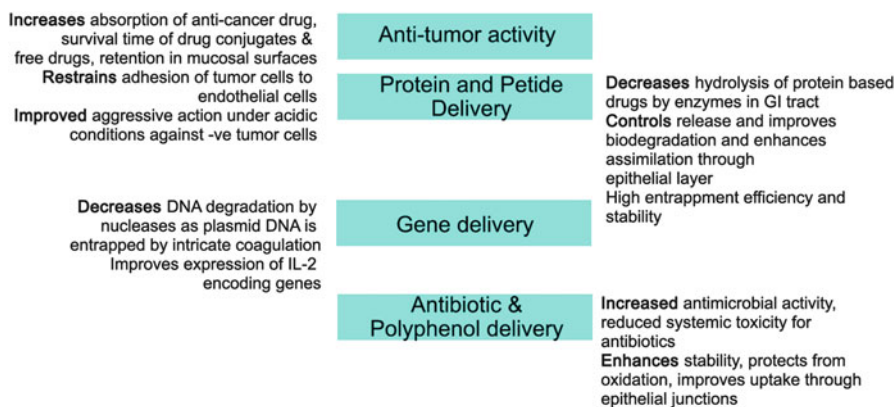 Increases absorption of anti-cancer drug,
survival time of drug conjugates &
free drugs, retention in mucosal surfaces
Restrains adhesion of tumor cells to
endothelial cells
Improved aggressive action under acidic
conditions against -ve tumor cells
Anti-tumor activity
Protein and Petide
Delivery
Decreases hydrolysis of protein based
drugs by enzymes in GI tract
Controls release and improves
biodegradation and enhances
assimilation through
epithelial layer
High entrappment efficiency and
stability
Decreases DNA degradation by
nucleases as plasmid DNA is
entrapped by intricate coagulation
Improves expression of IL-2
encoding genes
Gene delivery
Antibiotic &
Polyphenol delivery
Increased antimicrobial activity,
reduced systemic toxicity for
antibiotics
Enhances stability, protects from
oxidation, improves uptake through
epithelial junctions